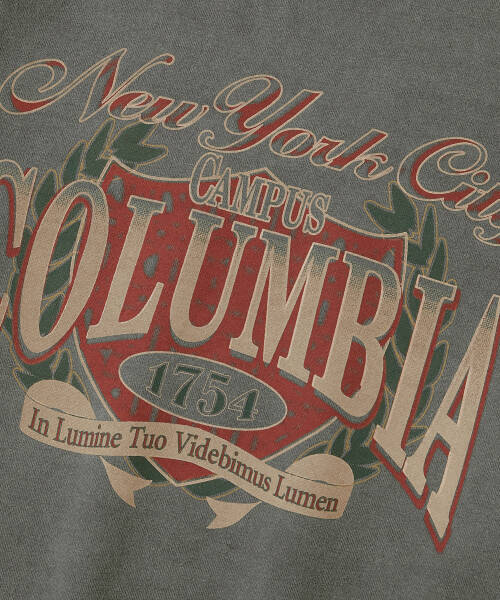 New York City
CAMPUS
COLUMBIA
1754
In Lumine Tuo Videbimus Lumen